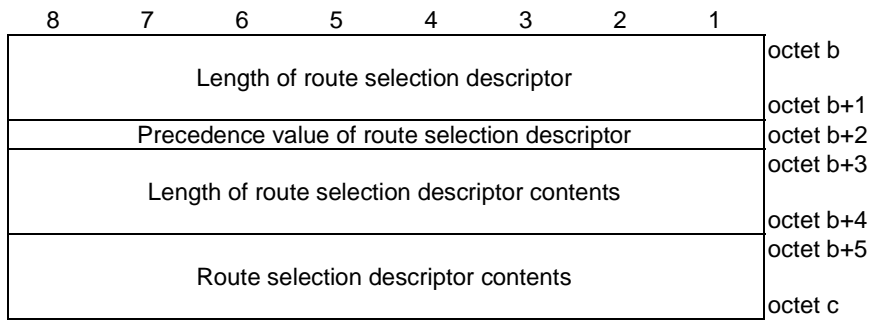 8 7 6 5 4 3 2 1
octet b
Length of route selection descriptor
octet b+1
Precedence value of route selection descriptor octet b+2
octet b+3
Length of route selection descriptor contents
octet b+4
octet b+5
Route selection descriptor contents
octet c